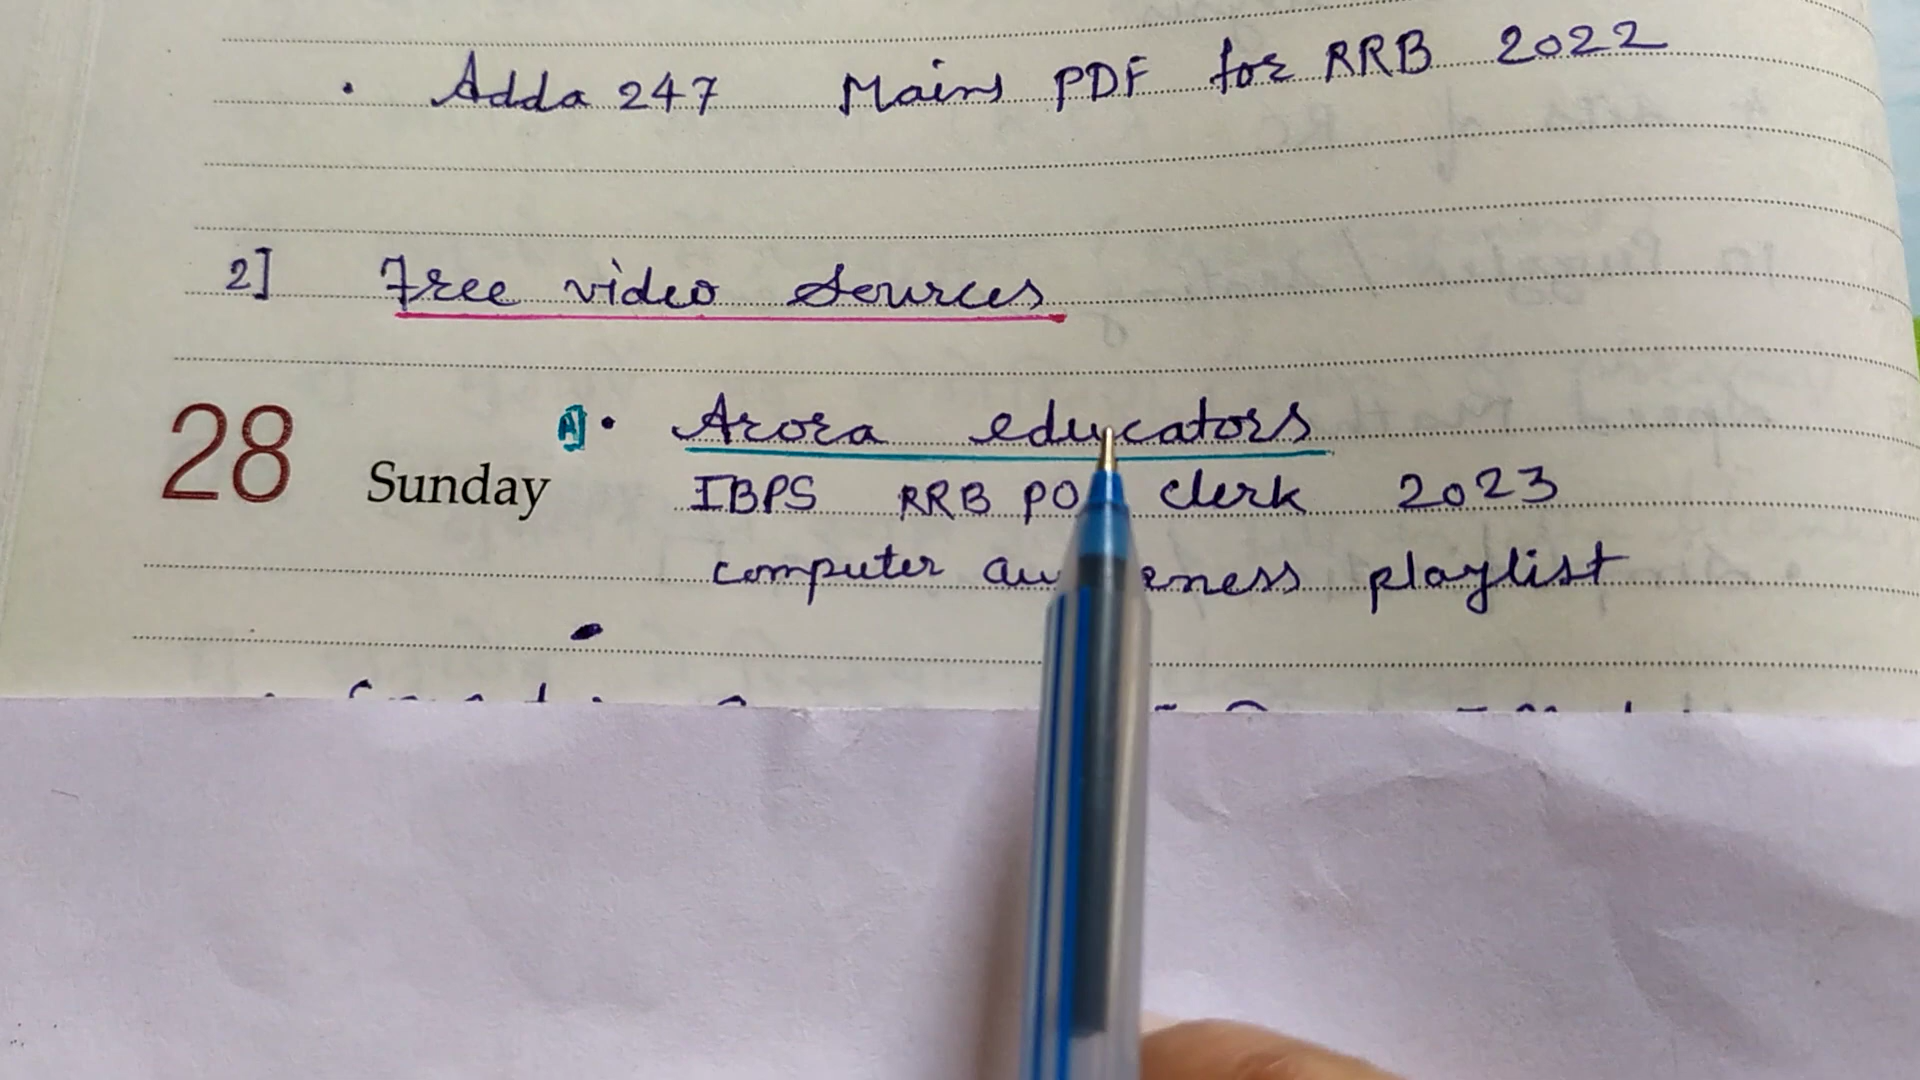 • Adda 247 Mains PDF for RRB 2022
2] Free video sources
28 Sunday A] • Arora educators
IBPS RRB PO Clerk 2023
computer playlist